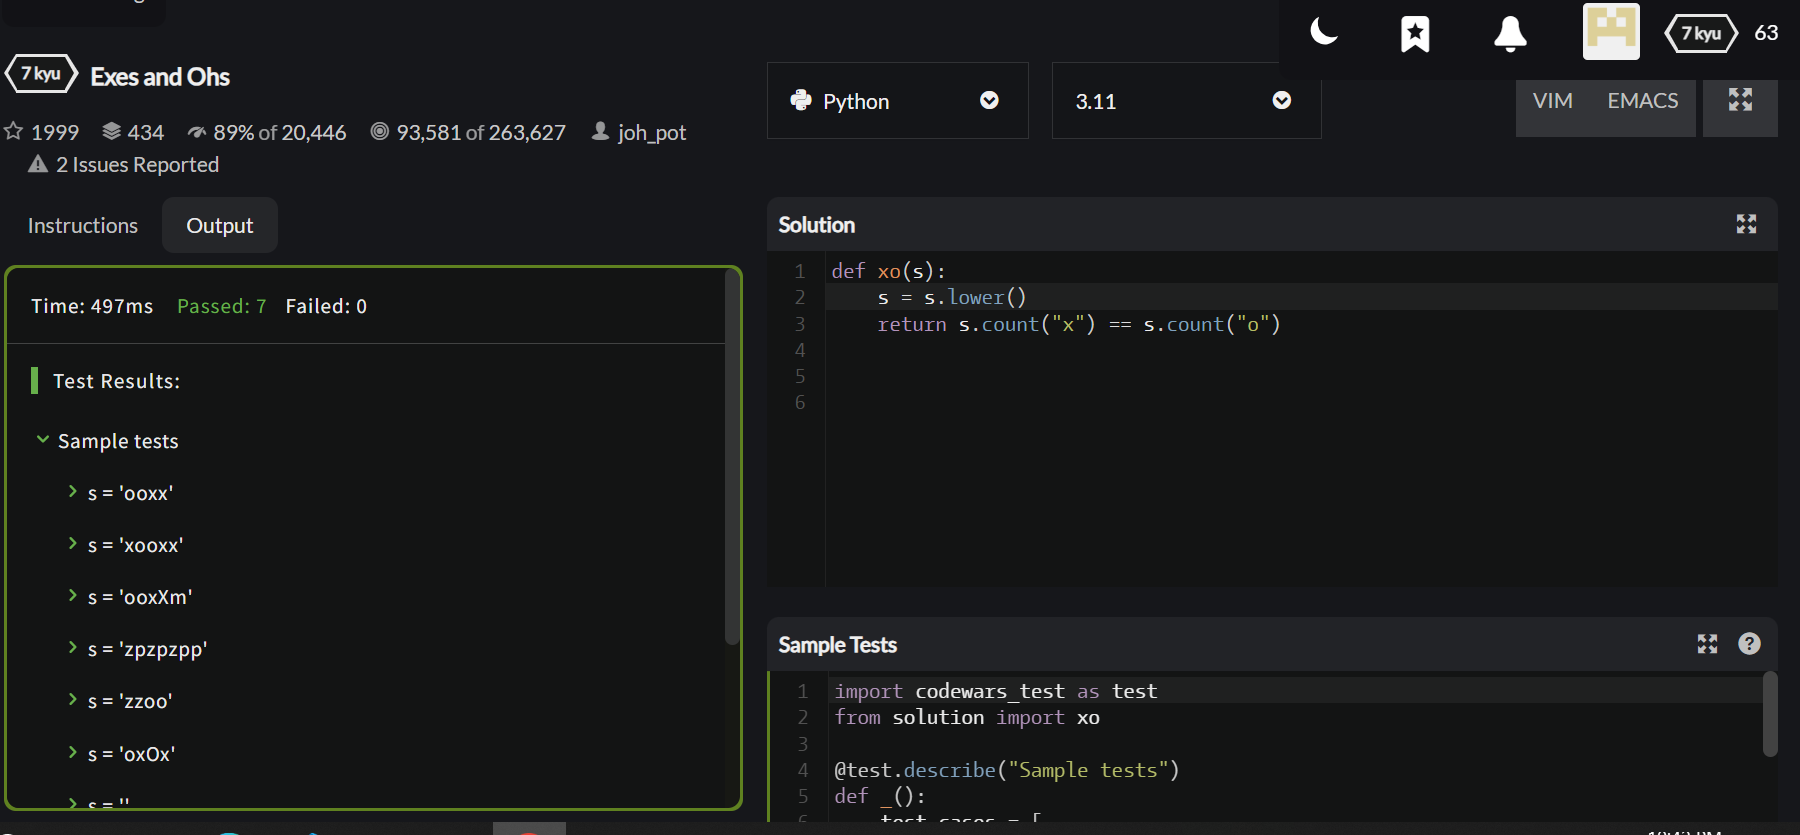 7 kyu 63
7 kyu Exes and Ohs
Python 3.11 VIM EMACS
1999 434 89% of 20,446 93,581 of 263,627 joh_pot
2 Issues Reported
Instructions Output
Time: 497ms Passed: 7 Failed: 0
Test Results:
Sample tests
s = 'ooxx'
s = 'xooxx'
s = 'ooxXm'
s = 'zpzpzpp'
s = 'zzoo'
s = 'oxOx'
s = ''
Solution
1 def xo(s):
2 s = s.lower()
3 return s.count("x") == s.count("o")
4
5
6
Sample Tests
1 import codewars_test as test
2 from solution import xo
3
4 @test.describe("Sample tests")
5 def _():
6 test_cases = [